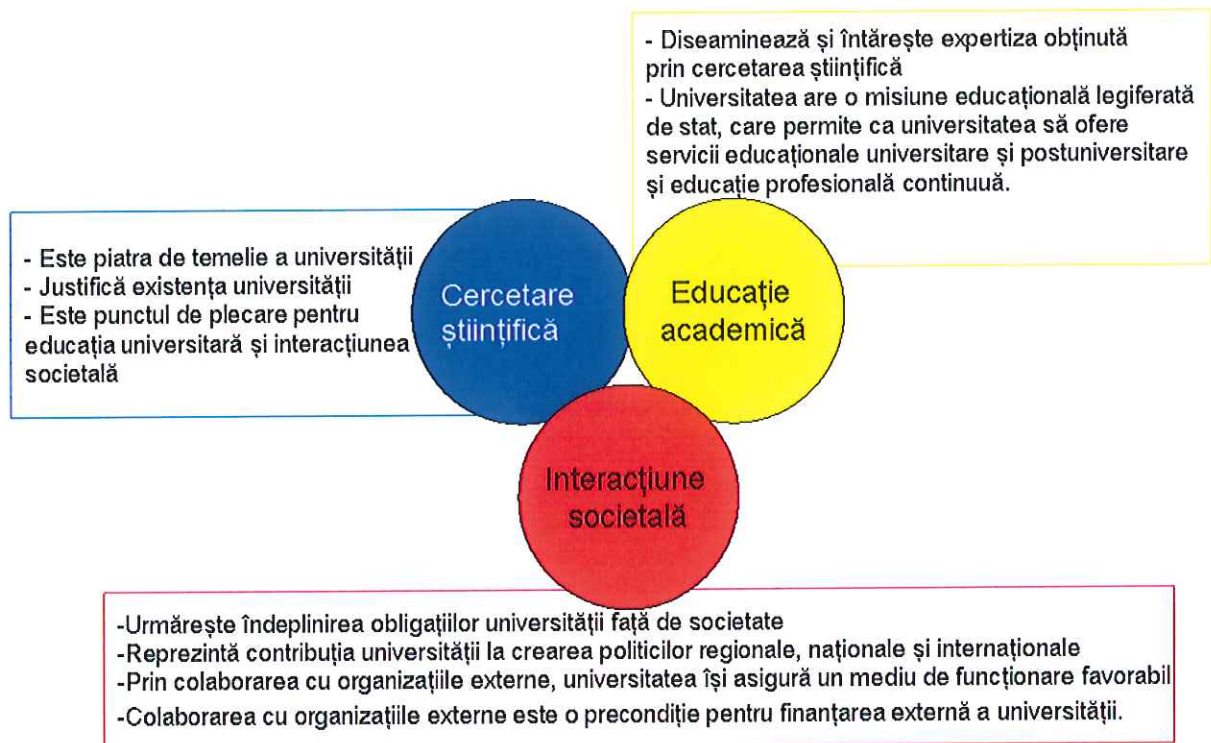 - Diseaminează și întărește expertiza obținută
prin cercetarea științifică
- Universitatea are o misiune educațională legiferată
de stat, care permite ca universitatea să ofere
servicii educaționale universitare și postuniversitare
și educație profesională continuă.
- Este piatra de temelie a universității
- Justifică existența universității
- Este punctul de plecare pentru
educația universitară și interacțiunea
societală
Cercetare
științifică
Educație
academică
Interacțiune
societală
-Urmărește îndeplinirea obligațiilor universității față de societate
-Reprezintă contribuția universității la crearea politicilor regionale, naționale și internaționale
-Prin colaborarea cu organizațiile externe, universitatea își asigură un mediu de funcționare favorabil
-Colaborarea cu organizațiile externe este o precondiție pentru finanțarea externă a universității.